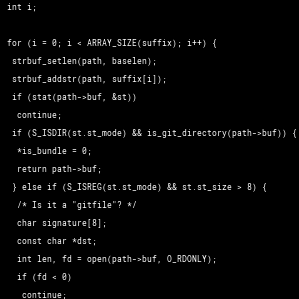 int i;

for (i = 0; i < ARRAY_SIZE(suffix); i++) {
strbuf_setlen(path, baselen);
strbuf_addstr(path, suffix[i]);
if (stat(path->buf, &st))
continue;
if (S_ISDIR(st.st_mode) && is_git_directory(path->buf)) {
*is_bundle = 0;
return path->buf;
} else if (S_ISREG(st.st_mode) && st.st_size > 8) {
/* Is it a "gitfile"? */
char signature[8];
const char *dst;
int len, fd = open(path->buf, O_RDONLY);
if (fd < 0)
continue;